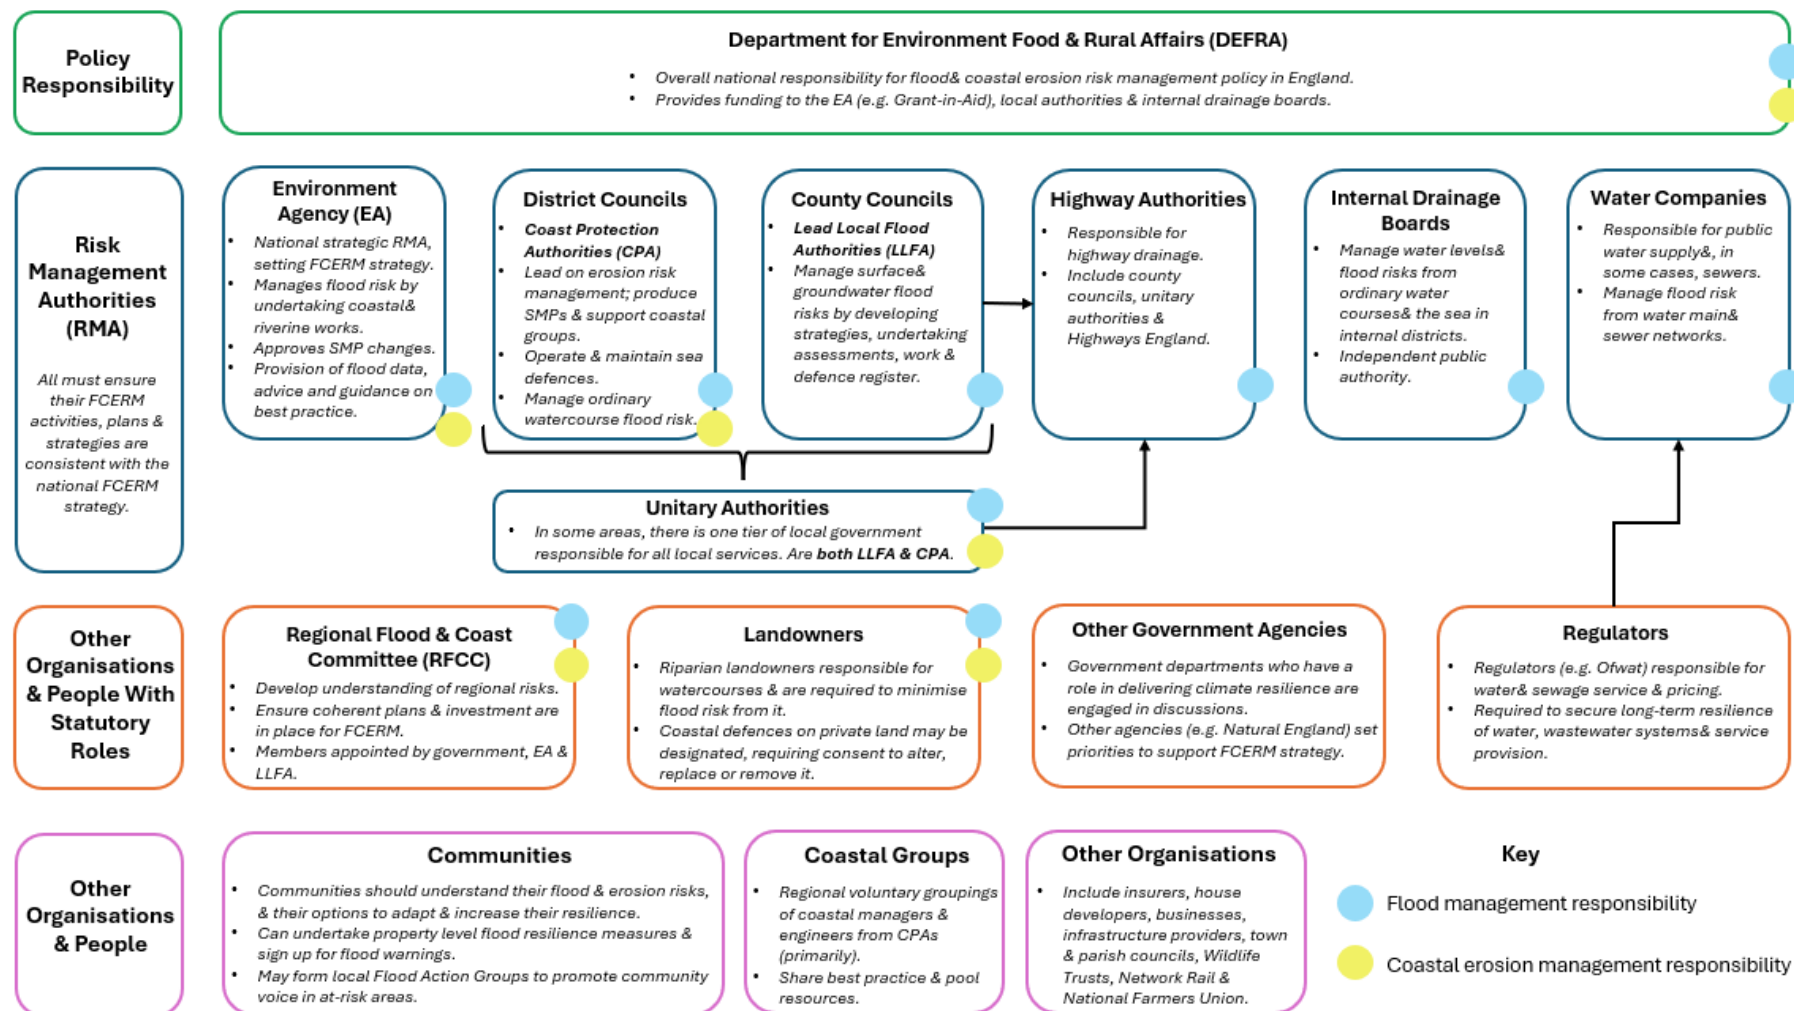 Policy
Responsibility
Department for Environment Food & Rural Affairs (DEFRA)
• Overall national responsibility for flood& coastal erosion risk management policy in England.
• Provides funding to the EA (e.g. Grant-in-Aid), local authorities & internal drainage boards.
Risk
Management
Authorities
(RMA)
All must ensure
their FCERM
activities, plans &
strategies are
consistent with the
national FCERM
strategy.
Environment
Agency (EA)
• National strategic RMA,
setting FCERM strategy.
• Manages flood risk by
undertaking coastal&
riverine works.
• Approves SMP changes.
• Provision of flood data,
advice and guidance on
best practice.
District Councils
• Coast Protection
Authorities (CPA)
• Lead on erosion risk
management; produce
SMPs & support coastal
groups.
• Operate & maintain sea
defences.
• Manage ordinary
watercourse flood risk.
County Councils
• Lead Local Flood
Authorities (LLFA)
• Manage surface&
groundwater flood
risks by developing
strategies, undertaking
assessments, work &
defence register.
Highway Authorities
• Responsible for
highway drainage.
• Include county
councils, unitary
authorities &
Highways England.
Internal Drainage
Boards
• Manage water levels&
flood risks from
ordinary water
courses& the sea in
internal districts.
• Independent public
authority.
Water Companies
• Responsible for public
water supply&, in
some cases, sewers.
• Manage flood risk
from water main&
sewer networks.
Unitary Authorities
• In some areas, there is one tier of local government
responsible for all local services. Are both LLFA & CPA.
Other
Organisations
& People With
Statutory
Roles
Regional Flood & Coast
Committee (RFCC)
• Develop understanding of regional risks.
• Ensure coherent plans & investment are
in place for FCERM.
• Members appointed by government, EA &
LLFA.
Landowners
• Riparian landowners responsible for
watercourses & are required to minimise
flood risk from it.
• Coastal defences on private land may be
designated, requiring consent to alter,
replace or remove it.
Other Government Agencies
• Government departments who have a
role in delivering climate resilience are
engaged in discussions.
• Other agencies (e.g. Natural England) set
priorities to support FCERM strategy.
Regulators
• Regulators (e.g. Ofwat) responsible for
water& sewage service & pricing.
• Required to secure long-term resilience
of water, wastewater systems& service
provision.
Other
Organisations
& People
Communities
• Communities should understand their flood & erosion risks,
& their options to adapt & increase their resilience.
• Can undertake property level flood resilience measures &
sign up for flood warnings.
• May form local Flood Action Groups to promote community
voice in at-risk areas.
Coastal Groups
• Regional voluntary groupings
of coastal managers &
engineers from CPAs
(primarily).
• Share best practice & pool
resources.
Other Organisations
• Include insurers, house
developers, businesses,
infrastructure providers, town
& parish councils, Wildlife
Trusts, Network Rail &
National Farmers Union.
Key
Flood management responsibility
Coastal erosion management responsibility